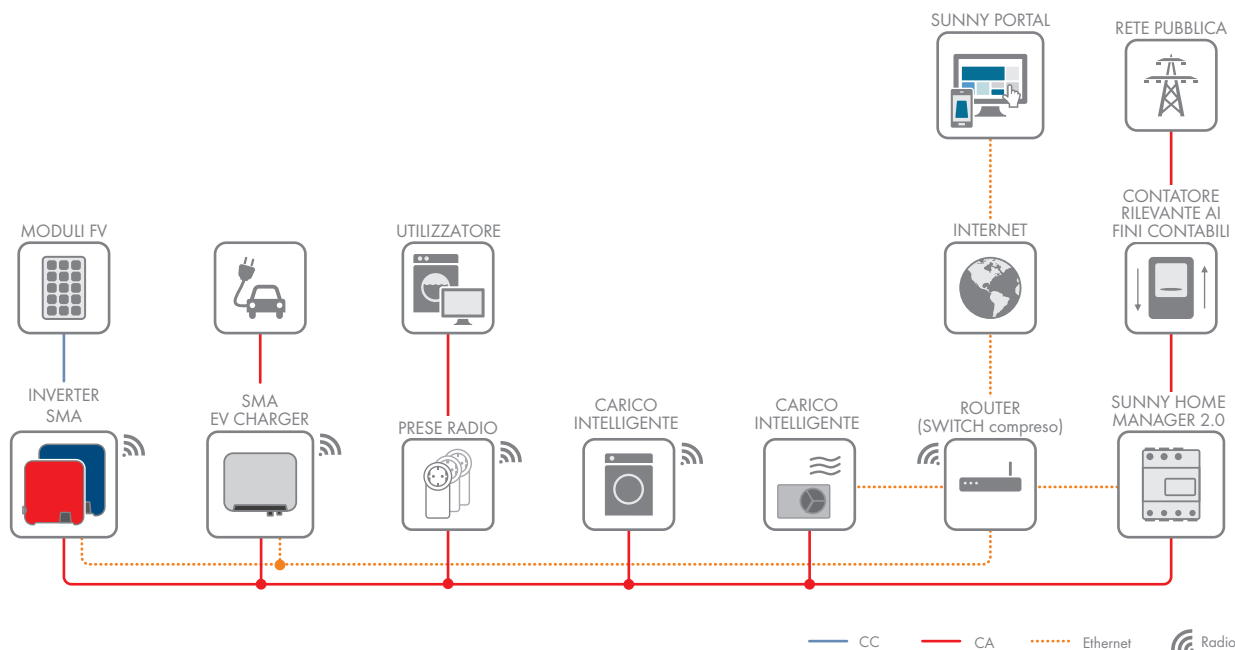 SUNNY PORTAL
RETE PUBBLICA
MODULI FV
UTILIZZATORE
INTERNET
CONTATORE
RILEVANTE AI
FINI CONTABILI
INVERTER
SMA
SMA
EV CHARGER
PRESE RADIO
CARICO
INTELLIGENTE
CARICO
INTELLIGENTE
ROUTER
(SWITCH compreso)
SUNNY HOME
MANAGER 2.0
CC
CA
Ethernet
Radio